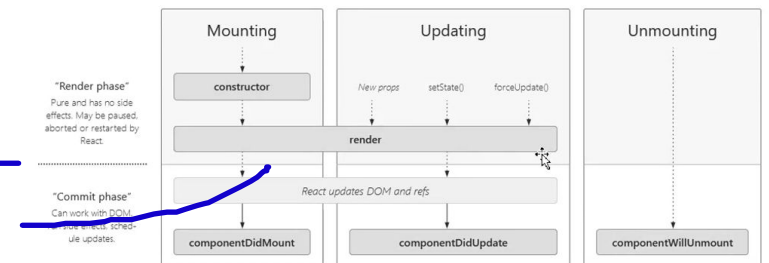 Mounting
Updating
Unmounting
"Render phase"
Pure and has no side
effects. May be paused,
aborted or restarted by
React.
constructor
New props
setState()
forceUpdate()
render
"Commit phase"
Can work with DOM,
side effects, sched-
ule updates.
React updates DOM and refs
componentDidMount
componentDidUpdate
componentWillUnmount